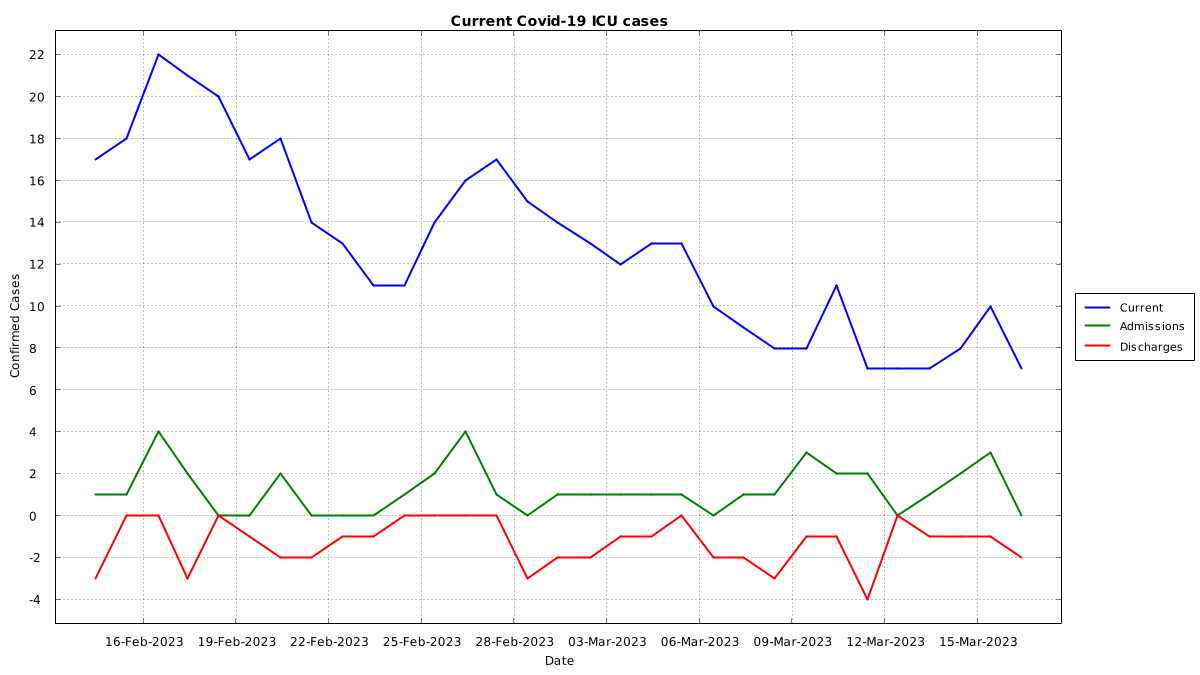 Current Covid-19 ICU cases
Confirmed Cases
22
20
18
16
14
12
10
8
6
4
2
0
-2
-4
16-Feb-2023 19-Feb-2023 22-Feb-2023 25-Feb-2023 28-Feb-2023 03-Mar-2023 06-Mar-2023 09-Mar-2023 12-Mar-2023 15-Mar-2023
Date
Current
Admissions
Discharges